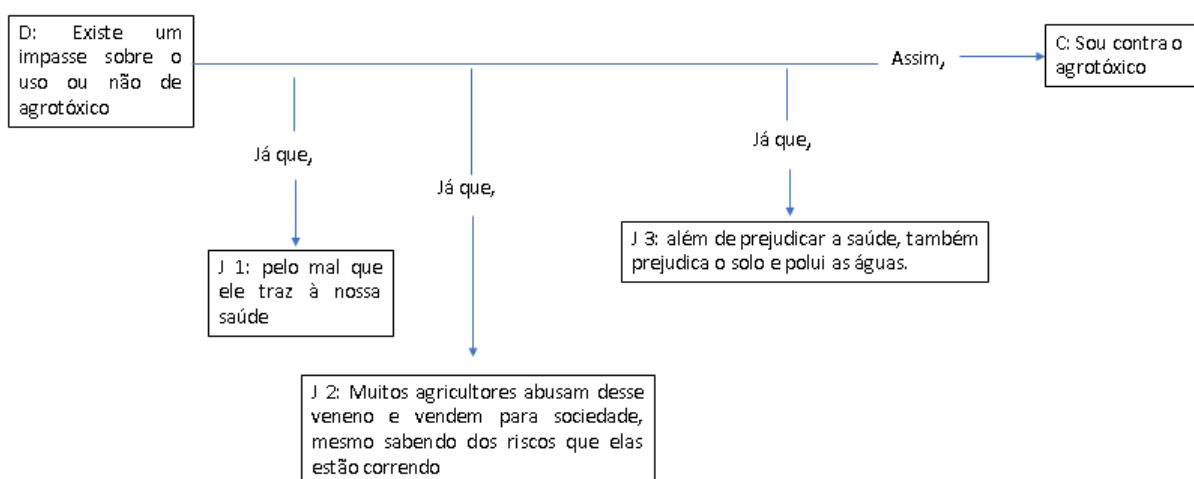 D: Existe um
impasse sobre o
uso ou não de
agrotóxico
Assim,
C: Sou contra o
agrotóxico
Já que,
Já que,
Já que,
J 1: pelo mal que
ele traz à nossa
saúde
J 2: Muitos agricultores abusam desse
veneno e vendem para sociedade,
mesmo sabendo dos riscos que elas
estão correndo
J 3: além de prejudicar a saúde, também
prejudica o solo e polui as águas.